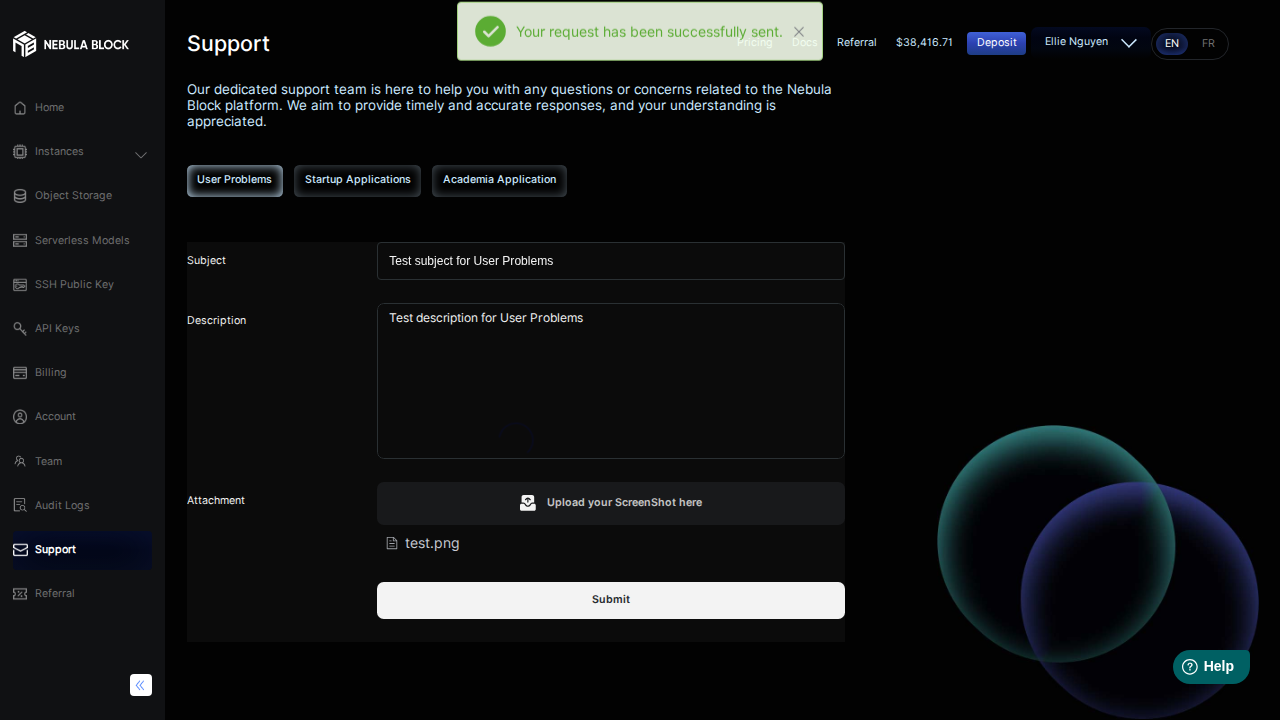 NEBULA BLOCK
Home
Instances
Object Storage
Serverless Models
SSH Public Key
API Keys
Billing
Account
Team
Audit Logs
Support
Referral
Support
Your request has been successfully sent.
Pricing
Docs
Referral
$38,416.71
Deposit
Ellie Nguyen
EN
FR
Our dedicated support team is here to help you with any questions or concerns related to the Nebula
Block platform. We aim to provide timely and accurate responses, and your understanding is
appreciated.
User Problems
Startup Applications
Academia Application
Subject
Test subject for User Problems
Description
Test description for User Problems
Attachment
Upload your ScreenShot here
test.png
Submit
Help